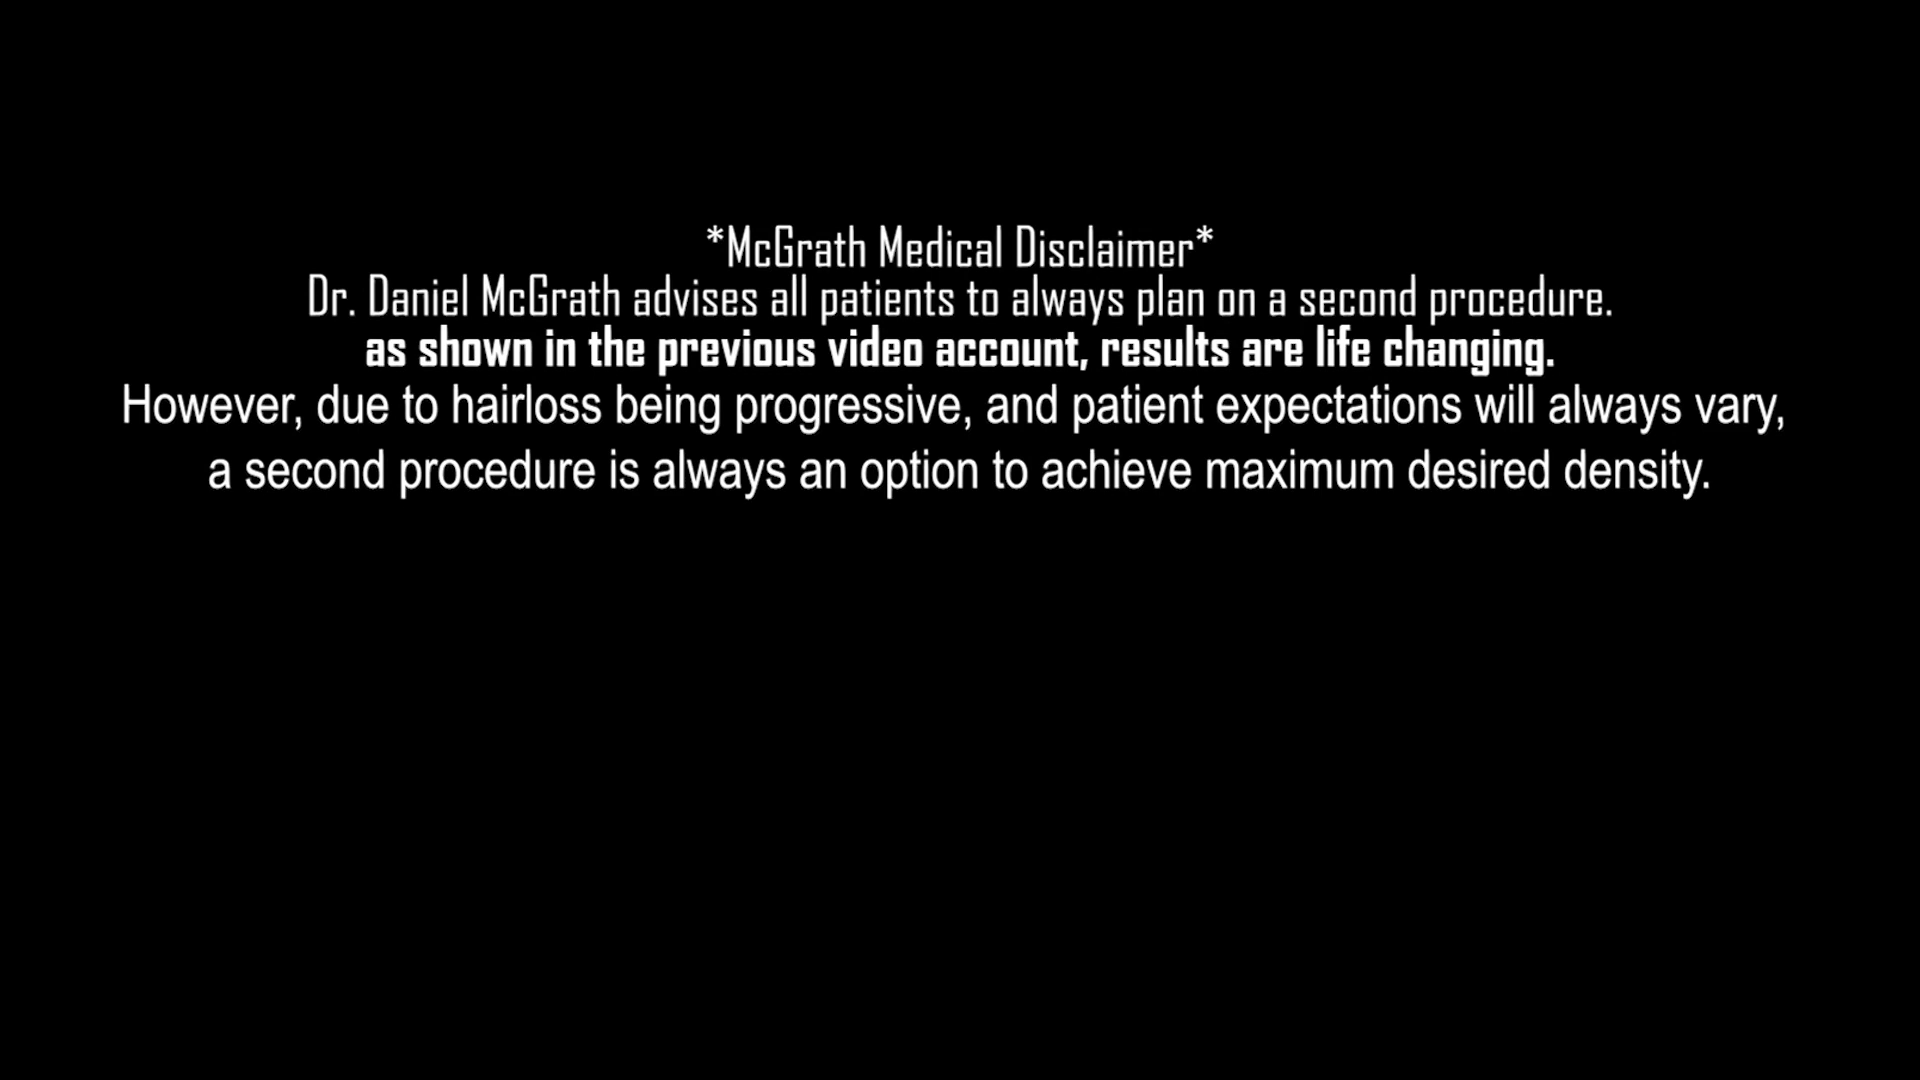 *McGrath Medical Disclaimer*
Dr. Daniel McGrath advises all patients to always plan on a second procedure.
as shown in the previous video account, results are life changing.
However, due to hairloss being progressive, and patient expectations will always vary,
a second procedure is always an option to achieve maximum desired density.